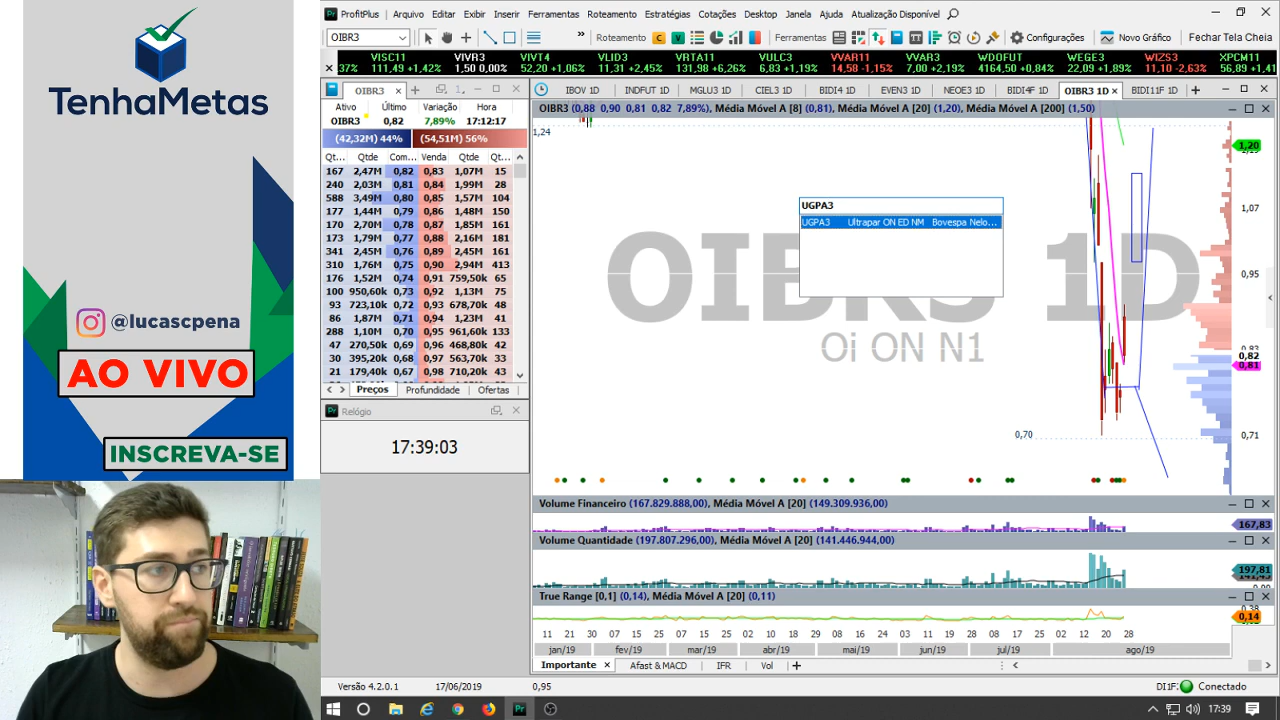 TenhaMetas
@lucascpena
AO VIVO
INSCREVA-SE
ProfitPlus Arquivo Editar Exibir Inserir Ferramentas Roteamento Estratégias Cotações Desktop Janela Ajuda Atualização Disponível
OIBR3 » Roteamento Ferramentas Configurações Novo Gráfico Fechar Tela Cheia
VISC11 VIVR3 VIVT4 VLID3 VRTA11 VULC3 VVAR11 VVAR3 WDOFUT WEGE3 WIZS3 XPCM11
37% 111,49 +1,42% 1,50 0,00% 52,20 +1,06% 11,31 +2,45% 131,98 +6,26% 6,83 +1,19% 14,58 -1,15% 7,00 +2,19% 4164,50 +0,84% 22,09 +1,89% 11,10 -2,63% 56,89 +1,41
OIBR3
Ativo Último Variação Hora
OIBR3 0,82 7,89% 17:12:17
(42,32M) 44% (54,51M) 56%
Qt... Qtde Com... Venda Qtde Qt...
167 2,47M 0,82 0,83 1,07M 15
240 2,03M 0,81 0,84 1,99M 28
588 3,49M 0,80 0,85 1,57M 104
177 1,44M 0,79 0,86 1,48M 150
170 2,70M 0,78 0,87 1,85M 161
173 1,79M 0,77 0,88 2,16M 181
341 2,45M 0,76 0,89 2,45M 161
310 1,76M 0,75 0,90 2,94M 413
176 1,52M 0,74 0,91 759,50k 65
100 950,60k 0,73 0,92 1,13M 75
93 723,10k 0,72 0,93 678,70k 48
86 1,87M 0,71 0,94 1,23M 41
288 1,10M 0,70 0,95 961,60k 133
47 270,50k 0,69 0,96 468,80k 42
30 395,20k 0,68 0,97 563,70k 33
21 179,40k 0,67 0,98 710,20k 43
Preços Profundidade Ofertas
Relógio
17:39:03
IBOV 1D INDFUT 1D MGLU3 1D CIEL3 1D BIDI4 1D EVEN3 1D NEOE3 1D BIDI4F 1D OIBR3 1D BIDI11F 1D
OIBR3 (0,88 0,90 0,81 0,82 7,89%), Média Móvel A [8] (0,81), Média Móvel A [20] (1,20), Média Móvel A [200] (1,50)
1,24
1,20
UGPA3
UGPA3 Ultrapar ON ED NM Bovespa Nelo...
1,07
OIBR3 1D
0,95
Oi ON N1
0,82
0,81
0,70
0,71
Volume Financeiro (167.829.888,00), Média Móvel A [20] (149.309.936,00)
167,83
Volume Quantidade (197.807.296,00), Média Móvel A [20] (141.446.944,00)
197,81
True Range [0,1] (0,14), Média Móvel A [20] (0,11)
0,14
11 21 30 07 15 25 07 15 25 02 10 18 29 08 16 24 03 11 19 28 08 17 25 02 12 20 28
jan/19 fev/19 mar/19 abr/19 mai/19 jun/19 jul/19 ago/19
Importante Afast & MACD IFR Vol
Versão 4.2.0.1 17/06/2019 0,95 DI1F: Conectado
17:39